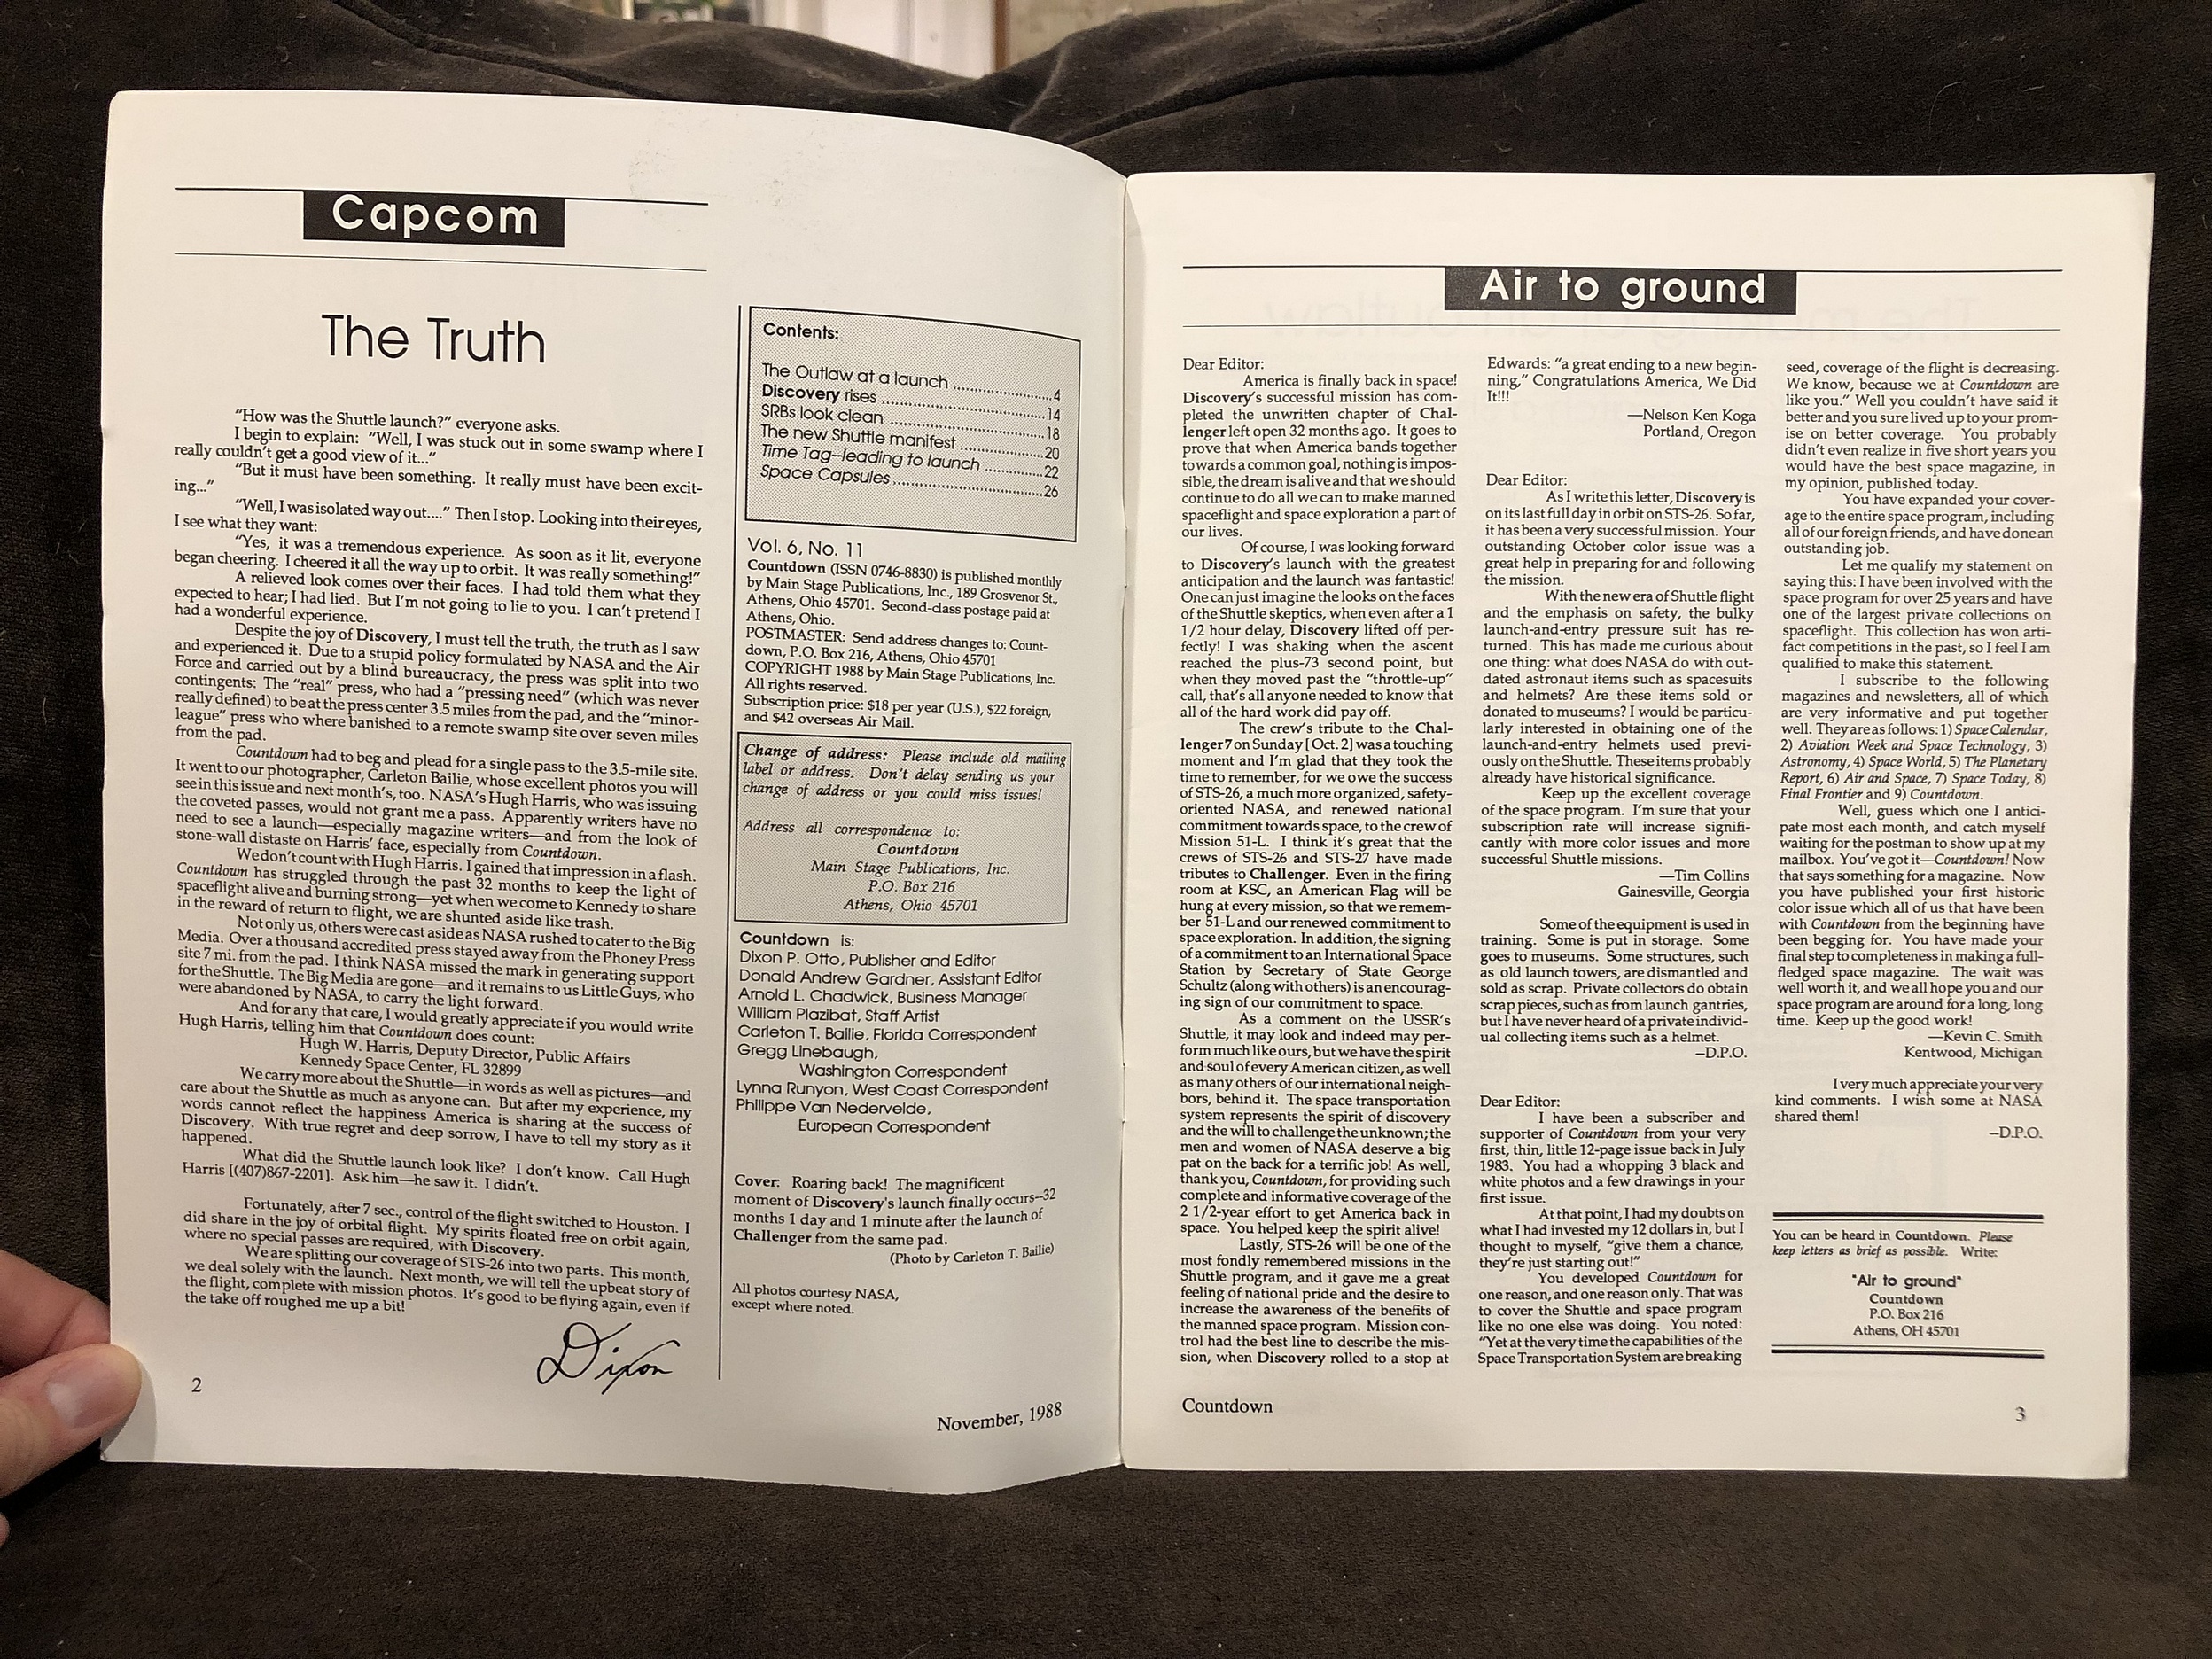 Capcom
The Truth
"How was the Shuttle launch?" everyone asks.
I begin to explain: "Well, I was stuck out in some swamp where I
really couldn't get a good view of it..."
"But it must have been something. It really must have been excit-
ing..."
"Well, I was isolated way out...." Then I stop. Looking into their eyes,
I see what they want:
"Yes, it was a tremendous experience. As soon as it lit, everyone
began cheering. I cheered it all the way up to orbit. It was really something!"
A relieved look comes over their faces. I had told them what they
expected to hear; I had lied. But I'm not going to lie to you. I can't pretend I
had a wonderful experience.
Despite the joy of Discovery, I must tell the truth, the truth as I saw
and experienced it. Due to a stupid policy formulated by NASA and the Air
Force and carried out by a blind bureaucracy, the press was split into two
contingents: The "real" press, who had a "pressing need" (which was never
really defined) to be at the press center 3.5 miles from the pad, and the "minor-
league" press who where banished to a remote swamp site over seven miles
from the pad.
Countdown had to beg and plead for a single pass to the 3.5-mile site.
It went to our photographer, Carleton Bailie, whose excellent photos you will
see in this issue and next month's, too. NASA's Hugh Harris, who was issuing
the coveted passes, would not grant me a pass. Apparently writers have no
need to see a launch—especially magazine writers—and from the look of
stone-wall distaste on Harris' face, especially from Countdown.
We don't count with Hugh Harris. I gained that impression in a flash.
Countdown has struggled through the past 32 months to keep the light of
spaceflight alive and burning strong—yet when we come to Kennedy to share
in the reward of return to flight, we are shunted aside like trash.
Not only us, others were cast aside as NASA rushed to cater to the Big
Media. Over a thousand accredited press stayed away from the Phoney Press
site 7 mi. from the pad. I think NASA missed the mark in generating support
for the Shuttle. The Big Media are gone—and it remains to us Little Guys, who
were abandoned by NASA, to carry the light forward.
And for any that care, I would greatly appreciate if you would write
Hugh Harris, telling him that Countdown does count:
Hugh W. Harris, Deputy Director, Public Affairs
Kennedy Space Center, FL 32899
We carry more about the Shuttle—in words as well as pictures—and
care about the Shuttle as much as anyone can. But after my experience, my
words cannot reflect the happiness America is sharing at the success of
Discovery. With true regret and deep sorrow, I have to tell my story as it
happened.
What did the Shuttle launch look like? I don't know. Call Hugh
Harris [(407)867-2201]. Ask him—he saw it. I didn't.
Fortunately, after 7 sec., control of the flight switched to Houston. I
did share in the joy of orbital flight. My spirits floated free on orbit again,
where no special passes are required, with Discovery.
We are splitting our coverage of STS-26 into two parts. This month,
we deal solely with the launch. Next month, we will tell the upbeat story of
the flight, complete with mission photos. It's good to be flying again, even if
the take off roughed me up a bit!
Dixon
2
Contents:
The Outlaw at a launch ........................4
Discovery rises ....................................14
SRBs look clean ...................................18
The new Shuttle manifest ...................20
Time Tag--leading to launch ..............22
Space Capsules .................................26
Vol. 6, No. 11
Countdown (ISSN 0746-8830) is published monthly
by Main Stage Publications, Inc., 189 Grosvenor St.,
Athens, Ohio 45701. Second-class postage paid at
Athens, Ohio.
POSTMASTER: Send address changes to: Count-
down, P.O. Box 216, Athens, Ohio 45701
COPYRIGHT 1988 by Main Stage Publications, Inc.
All rights reserved.
Subscription price: $18 per year (U.S.), $22 foreign,
and $42 overseas Air Mail.
Change of address: Please include old mailing
label or address. Don't delay sending us your
change of address or you could miss issues!
Address all correspondence to:
Countdown
Main Stage Publications, Inc.
P.O. Box 216
Athens, Ohio 45701
Countdown is:
Dixon P. Otto, Publisher and Editor
Donald Andrew Gardner, Assistant Editor
Arnold L. Chadwick, Business Manager
William Plazibat, Staff Artist
Carleton T. Bailie, Florida Correspondent
Gregg Linebaugh,
Washington Correspondent
Lynna Runyon, West Coast Correspondent
Philippe Van Nedervelde,
European Correspondent
Cover: Roaring back! The magnificent
moment of Discovery's launch finally occurs--32
months 1 day and 1 minute after the launch of
Challenger from the same pad.
(Photo by Carleton T. Bailie)
All photos courtesy NASA,
except where noted.
November, 1988
Air to ground
Dear Editor:
America is finally back in space!
Discovery's successful mission has com-
pleted the unwritten chapter of Chal-
lenger left open 32 months ago. It goes to
prove that when America bands together
towards a common goal, nothing is impos-
sible, the dream is alive and that we should
continue to do all we can to make manned
spaceflight and space exploration a part of
our lives.
Of course, I was looking forward
to Discovery's launch with the greatest
anticipation and the launch was fantastic!
One can just imagine the looks on the faces
of the Shuttle skeptics, when even after a 1
1/2 hour delay, Discovery lifted off per-
fectly! I was shaking when the ascent
reached the plus-73 second point, but
when they moved past the "throttle-up"
call, that's all anyone needed to know that
all of the hard work did pay off.
The crew's tribute to the Chal-
lenger 7 on Sunday [Oct. 2] was a touching
moment and I'm glad that they took the
time to remember, for we owe the success
of STS-26, a much more organized, safety-
oriented NASA, and renewed national
commitment towards space, to the crew of
Mission 51-L. I think it's great that the
crews of STS-26 and STS-27 have made
tributes to Challenger. Even in the firing
room at KSC, an American Flag will be
hung at every mission, so that we remem-
ber 51-L and our renewed commitment to
space exploration. In addition, the signing
of a commitment to an International Space
Station by Secretary of State George
Schultz (along with others) is an encourag-
ing sign of our commitment to space.
As a comment on the USSR's
Shuttle, it may look and indeed may per-
form much like ours, but we have the spirit
and soul of every American citizen, as well
as many others of our international neigh-
bors, behind it. The space transportation
system represents the spirit of discovery
and the will to challenge the unknown; the
men and women of NASA deserve a big
pat on the back for a terrific job! As well,
thank you, Countdown, for providing such
complete and informative coverage of the
2 1/2-year effort to get America back in
space. You helped keep the spirit alive!
Lastly, STS-26 will be one of the
most fondly remembered missions in the
Shuttle program, and it gave me a great
feeling of national pride and the desire to
increase the awareness of the benefits of
the manned space program. Mission con-
trol had the best line to describe the mis-
sion, when Discovery rolled to a stop at
Edwards: "a great ending to a new begin-
ning," Congratulations America, We Did
It!!!
—Nelson Ken Koga
Portland, Oregon
Dear Editor:
As I write this letter, Discovery is
on its last full day in orbit on STS-26. So far,
it has been a very successful mission. Your
outstanding October color issue was a
great help in preparing for and following
the mission.
With the new era of Shuttle flight
and the emphasis on safety, the bulky
launch-and-entry pressure suit has re-
turned. This has made me curious about
one thing: what does NASA do with out-
dated astronaut items such as spacesuits
and helmets? Are these items sold or
donated to museums? I would be particu-
larly interested in obtaining one of the
launch-and-entry helmets used previ-
ously on the Shuttle. These items probably
already have historical significance.
Keep up the excellent coverage
of the space program. I'm sure that your
subscription rate will increase signifi-
cantly with more color issues and more
successful Shuttle missions.
—Tim Collins
Gainesville, Georgia
Some of the equipment is used in
training. Some is put in storage. Some
goes to museums. Some structures, such
as old launch towers, are dismantled and
sold as scrap. Private collectors do obtain
scrap pieces, such as from launch gantries,
but I have never heard of a private individ-
ual collecting items such as a helmet.
–D.P.O.
Dear Editor:
I have been a subscriber and
supporter of Countdown from your very
first, thin, little 12-page issue back in July
1983. You had a whopping 3 black and
white photos and a few drawings in your
first issue.
At that point, I had my doubts on
what I had invested my 12 dollars in, but I
thought to myself, "give them a chance,
they're just starting out!"
You developed Countdown for
one reason, and one reason only. That was
to cover the Shuttle and space program
like no one else was doing. You noted:
"Yet at the very time the capabilities of the
Space Transportation System are breaking
seed, coverage of the flight is decreasing.
We know, because we at Countdown are
like you." Well you couldn't have said it
better and you sure lived up to your prom-
ise on better coverage. You probably
didn't even realize in five short years you
would have the best space magazine, in
my opinion, published today.
You have expanded your cover-
age to the entire space program, including
all of our foreign friends, and have done an
outstanding job.
Let me qualify my statement on
saying this: I have been involved with the
space program for over 25 years and have
one of the largest private collections on
spaceflight. This collection has won arti-
fact competitions in the past, so I feel I am
qualified to make this statement.
I subscribe to the following
magazines and newsletters, all of which
are very informative and put together
well. They are as follows: 1) Space Calendar,
2) Aviation Week and Space Technology, 3)
Astronomy, 4) Space World, 5) The Planetary
Report, 6) Air and Space, 7) Space Today, 8)
Final Frontier and 9) Countdown.
Well, guess which one I antici-
pate most each month, and catch myself
waiting for the postman to show up at my
mailbox. You've got it—Countdown! Now
that says something for a magazine. Now
you have published your first historic
color issue which all of us that have been
with Countdown from the beginning have
been begging for. You have made your
final step to completeness in making a full-
fledged space magazine. The wait was
well worth it, and we all hope you and our
space program are around for a long, long
time. Keep up the good work!
—Kevin C. Smith
Kentwood, Michigan
I very much appreciate your very
kind comments. I wish some at NASA
shared them!
–D.P.O.
You can be heard in Countdown. Please
keep letters as brief as possible. Write:
"Air to ground"
Countdown
P.O. Box 216
Athens, OH 45701
Countdown
3